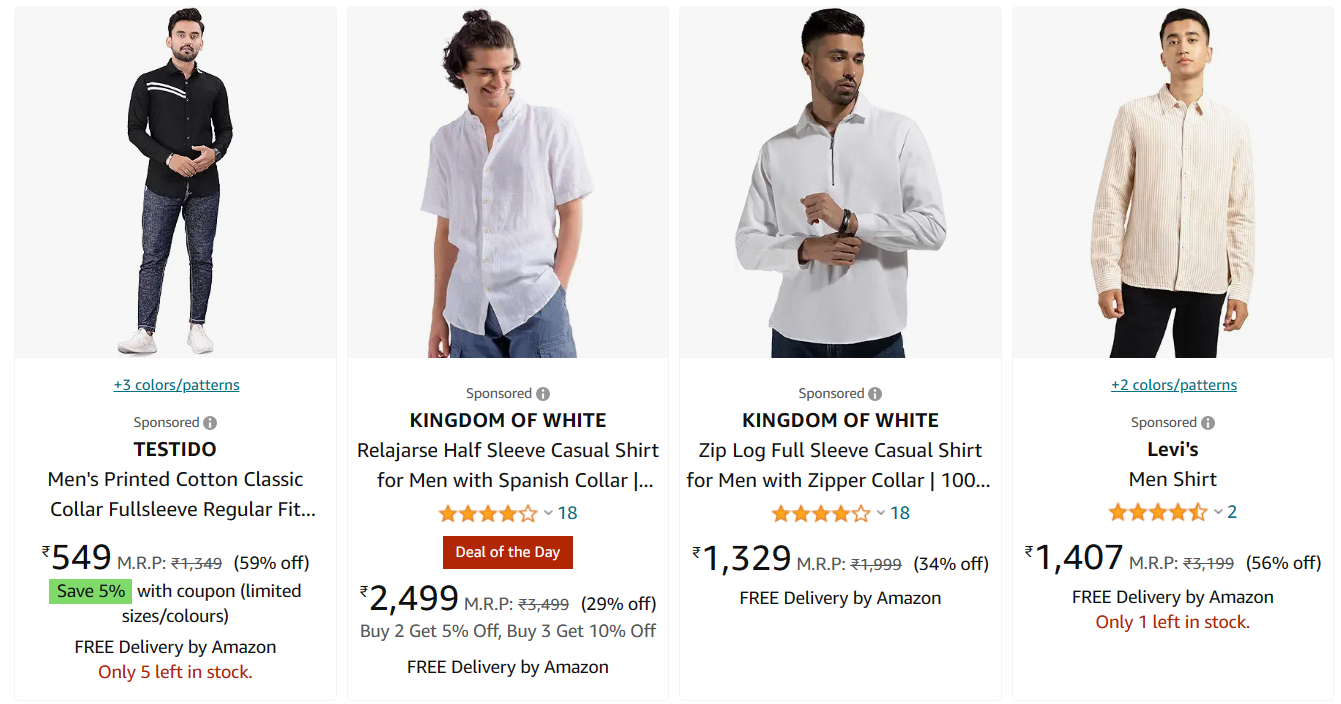 +3 colors/patterns
Sponsored
TESTIDO
Men's Printed Cotton Classic
Collar Fullsleeve Regular Fit...
₹549 M.R.P: ₹1,349 (59% off)
Save 5% with coupon (limited
sizes/colours)
FREE Delivery by Amazon
Only 5 left in stock.
Sponsored
KINGDOM OF WHITE
Relajarse Half Sleeve Casual Shirt
for Men with Spanish Collar |...
18
Deal of the Day
₹2,499 M.R.P: ₹3,499 (29% off)
Buy 2 Get 5% Off, Buy 3 Get 10% Off
FREE Delivery by Amazon
Sponsored
KINGDOM OF WHITE
Zip Log Full Sleeve Casual Shirt
for Men with Zipper Collar | 100...
18
₹1,329 M.R.P: ₹1,999 (34% off)
FREE Delivery by Amazon
+2 colors/patterns
Sponsored
Levi's
Men Shirt
2
₹1,407 M.R.P: ₹3,199 (56% off)
FREE Delivery by Amazon
Only 1 left in stock.